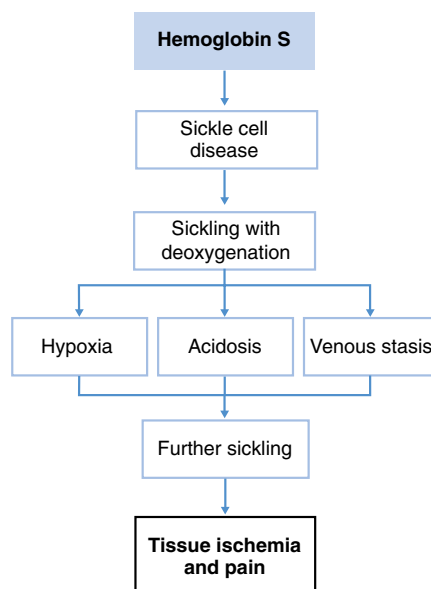 Hemoglobin S
Sickle cell
disease
Sickling with
deoxygenation
Hypoxia
Acidosis
Venous stasis
Further sickling
Tissue ischemia
and pain